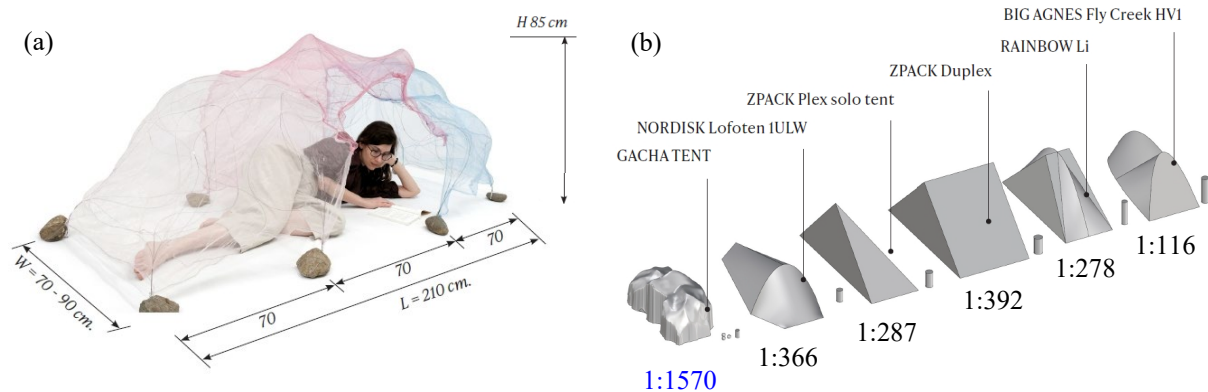 (a)
H 85 cm
W = 70 - 90 cm.
70
70
70
L = 210 cm.
(b)
BIG AGNES Fly Creek HV1
RAINBOW Li
ZPACK Duplex
ZPACK Plex solo tent
NORDISK Lofoten 1ULW
GACHA TENT
1:1570
1:366
1:287
1:392
1:278
1:116